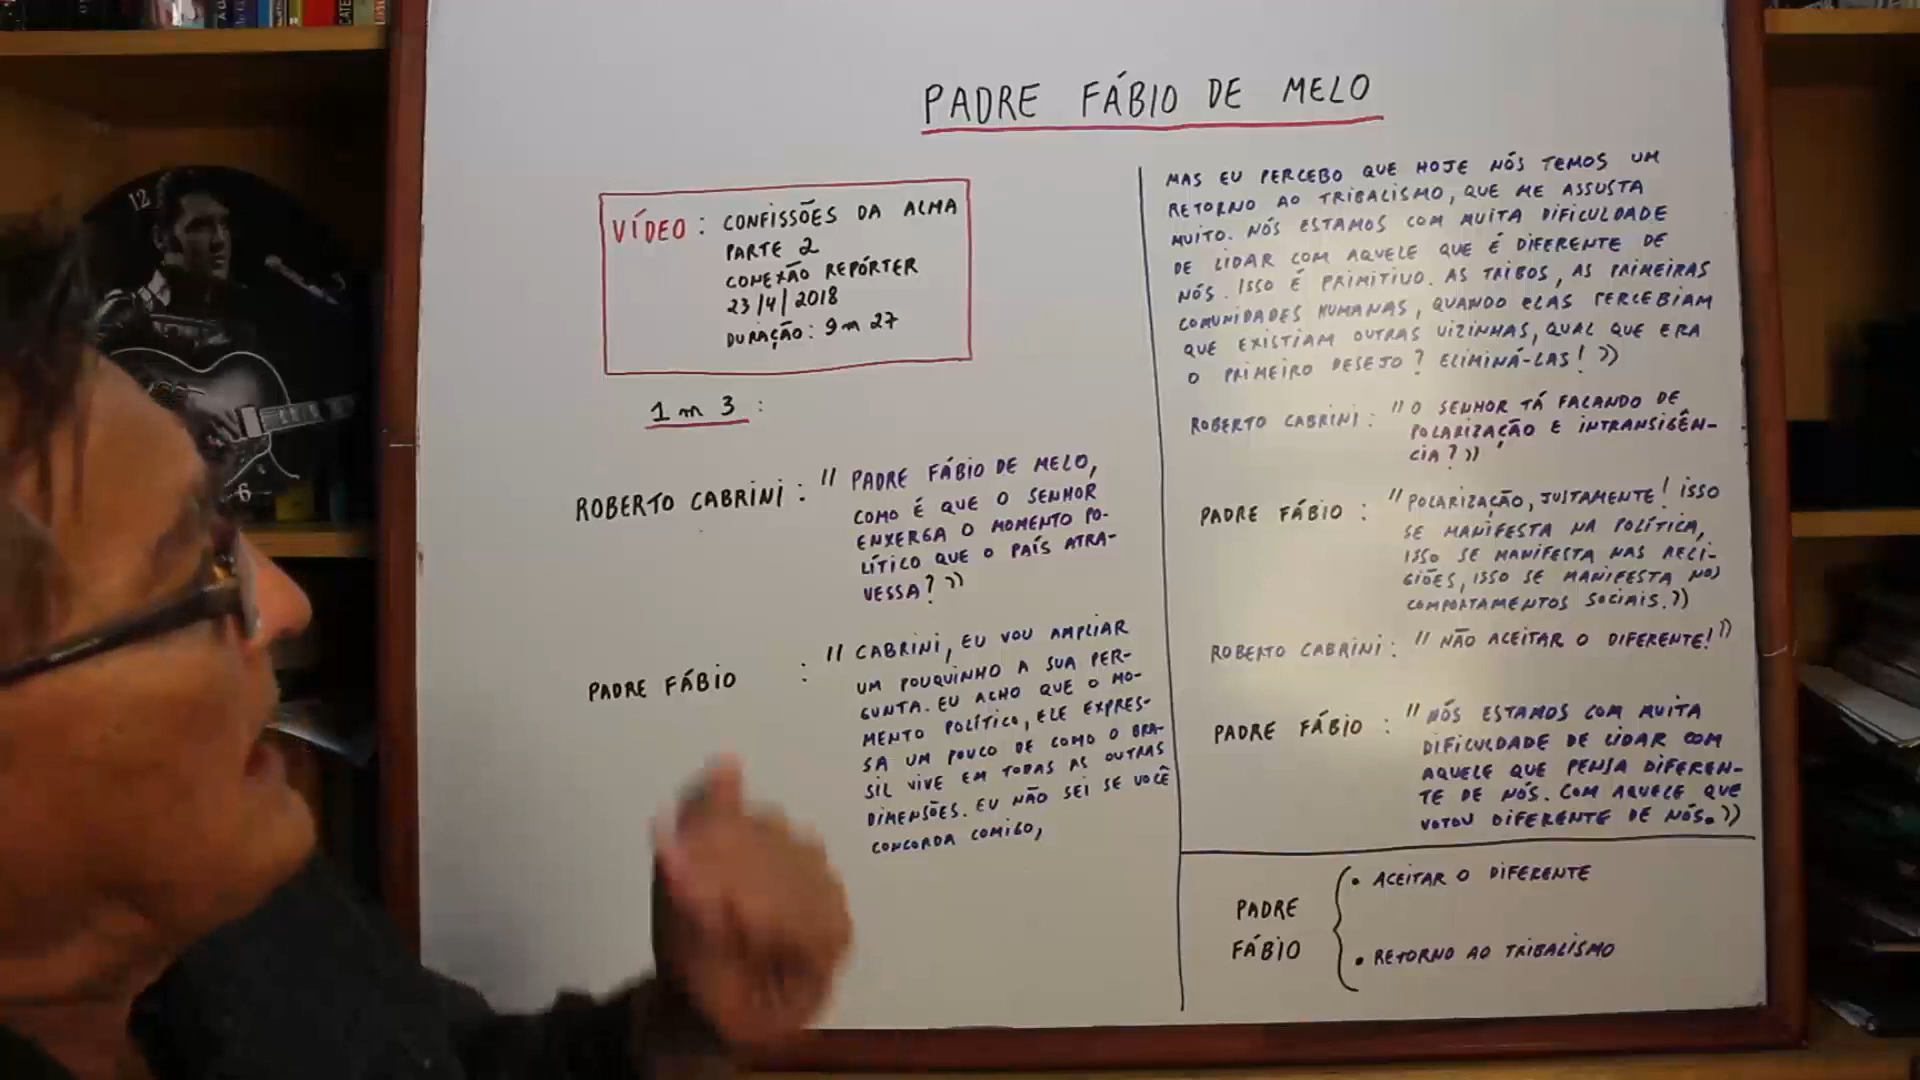 PADRE FÁBIO DE MELO
VÍDEO: CONFISSÕES DA ALMA
PARTE 2
CONEXÃO REPÓRTER
23/4/2018
DURAÇÃO: 9m 27
1 m 3 :
ROBERTO CABRINI: "PADRE FÁBIO DE MELO,
COMO É QUE O SENHOR
ENXERGA O MOMENTO PO-
LÍTICO QUE O PAÍS ATRA-
VESSA?"
PADRE FÁBIO : "CABRINI, EU VOU AMPLIAR
UM POUQUINHO A SUA PER-
GUNTA. EU ACHO QUE O MO-
MENTO POLÍTICO, ELE EXPRES-
SA UM POUCO DE COMO O BRA-
SIL VIVE EM TODAS AS OUTRAS
DIMENSÕES. EU NÃO SEI SE VOCÊ
CONCORDA COMIGO,
MAS EU PERCEBO QUE HOJE NÓS TEMOS UM
RETORNO AO TRIBALISMO, QUE ME ASSUSTA
MUITO. NÓS ESTAMOS COM MUITA DIFICULDADE
DE LIDAR COM AQUELE QUE É DIFERENTE DE
NÓS. ISSO É PRIMITIVO. AS TRIBOS, AS PRIMEIRAS
COMUNIDADES HUMANAS, QUANDO ELAS PERCEBIAM
QUE EXISTIAM OUTRAS VIZINHAS, QUAL QUE ERA
O PRIMEIRO DESEJO? ELIMINÁ-LAS!"
ROBERTO CABRINI: "O SENHOR TÁ FALANDO DE
POLARIZAÇÃO E INTRANSIGÊN-
CIA?"
PADRE FÁBIO : "POLARIZAÇÃO, JUSTAMENTE! ISSO
SE MANIFESTA NA POLÍTICA,
ISSO SE MANIFESTA NAS RELI-
GIÕES, ISSO SE MANIFESTA NOS
COMPORTAMENTOS SOCIAIS."
ROBERTO CABRINI: "NÃO ACEITAR O DIFERENTE!"
PADRE FÁBIO : "NÓS ESTAMOS COM MUITA
DIFICULDADE DE LIDAR COM
AQUELE QUE PENSA DIFEREN-
TE DE NÓS. COM AQUELE QUE
VOTOU DIFERENTE DE NÓS."
PADRE
FÁBIO
• ACEITAR O DIFERENTE
• RETORNO AO TRIBALISMO
12
6